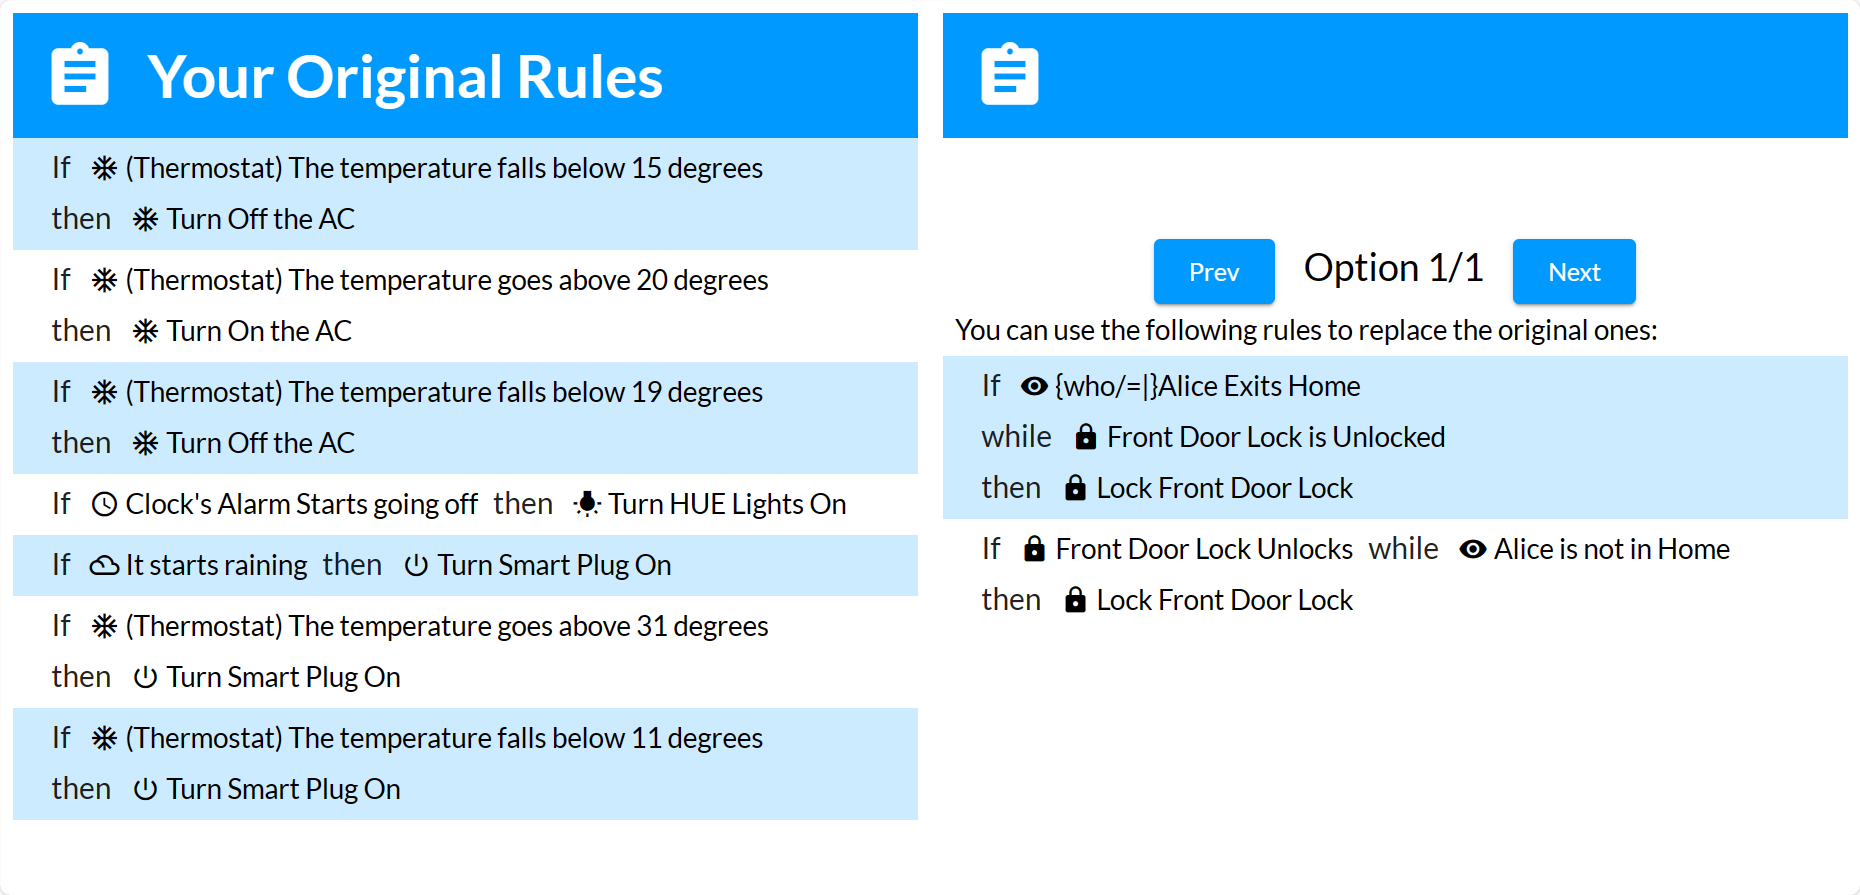 Your Original Rules
If (Thermostat) The temperature falls below 15 degrees
then Turn Off the AC
If (Thermostat) The temperature goes above 20 degrees
then Turn On the AC
If (Thermostat) The temperature falls below 19 degrees
then Turn Off the AC
If Clock's Alarm Starts going off then Turn HUE Lights On
If It starts raining then Turn Smart Plug On
If (Thermostat) The temperature goes above 31 degrees
then Turn Smart Plug On
If (Thermostat) The temperature falls below 11 degrees
then Turn Smart Plug On
Prev Option 1/1 Next
You can use the following rules to replace the original ones:
If {who/=|}Alice Exits Home
while Front Door Lock is Unlocked
then Lock Front Door Lock
If Front Door Lock Unlocks while Alice is not in Home
then Lock Front Door Lock